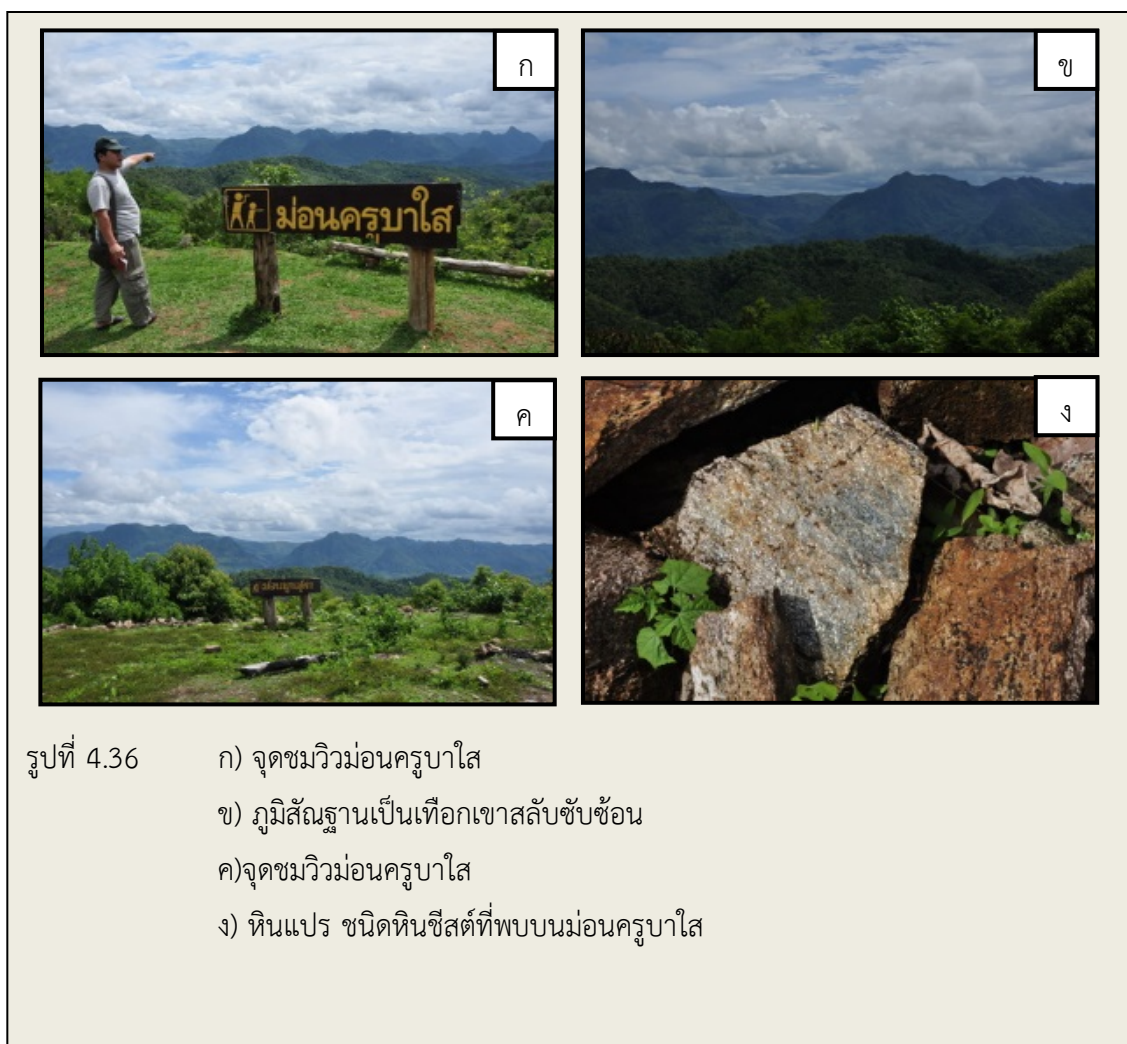 ก
ข
ม่อนครูบาใส
ค
ง
รูปที่ 4.36 ก) จุดชมวิวม่อนครูบาใส
ข) ภูมิสัณฐานเป็นเทือกเขาสลับซับซ้อน
ค)จุดชมวิวม่อนครูบาใส
ง) หินแปร ชนิดหินชีสต์ที่พบบนม่อนครูบาใส